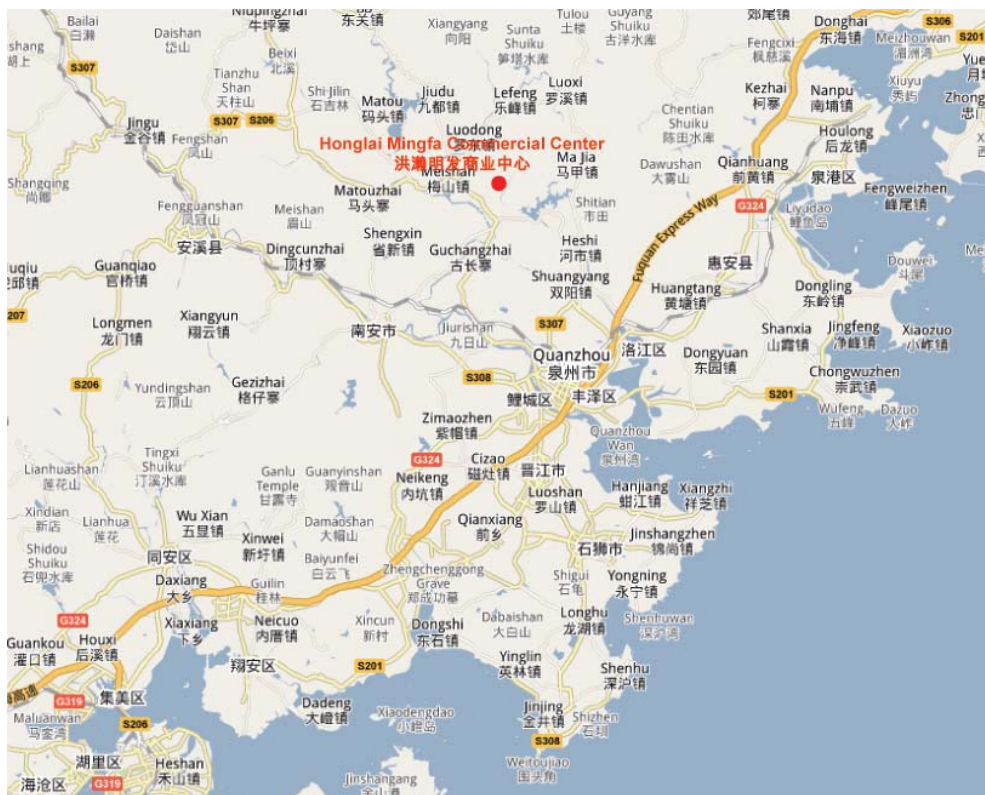 Niupizhai
牛坪寨
东关镇
Xiangyang
向阳
Sunta
Shuiku
笋塔水库
Tulou
土楼
Guyang
Shuiku
古洋水库
郊尾镇
Donghai
东海镇
S306
S201
Bailai
白濑
Daishan
岱山
Beixi
北溪
Fengcixi
枫慈溪
Meizhouwan
湄洲湾
S307
Tianzhu
Shan
天柱山
Shi-Jilin
石吉林
Matou
码头镇
Jiudu
九都镇
Lefeng
乐峰镇
Luoxi
罗溪镇
Kezhai
柯寨
Nanpu
南埔镇
Xiuyu
秀屿
Jingu
金谷镇
S307
S206
Chentian
Shuiku
陈田水库
Houlong
后龙镇
Fengshan
凤山
Luodong
Honglai Mingfa Commercial Center
洪瀨明发商业中心
Ma Jia
马甲镇
Dawushan
大雾山
Qianhuang
前黄镇
泉港区
Shangqing
尚卿
Matouzhai
马头寨
Meishan
梅山镇
Fengweizhen
峰尾镇
Fengguanshan
凤冠山
Meishan
眉山
Shitian
市田
G324
Liyudao
鲤鱼岛
安溪县
Dingcunzhai
顶村寨
Shengxin
省新镇
Guchangzhai
古长寨
Heshi
河市镇
Fuquan Express Way
惠安县
Douwei
斗尾
Guanqiao
官桥镇
Shuangyang
双阳镇
Huangtang
黄塘镇
Dongling
东岭镇
207
Longmen
龙门镇
Xiangyun
翔云镇
南安市
Jiurishan
九日山
S307
洛江区
Shanxia
山霞镇
Jingfeng
净峰镇
Xiaozuo
小岞镇
Quanzhou
泉州市
Dongyuan
东园镇
S206
Yundingshan
云顶山
Gezizhai
格仔寨
S308
鲤城区
丰泽区
S201
Chongwuzhen
崇武镇
Wufeng
五峰
Dazuo
大岞
Zimaozhen
紫帽镇
Quanzhou
Wan
泉州湾
Tingxi
Shuiku
汀溪水库
Lianhuashan
莲花山
Ganlu
Temple
甘露寺
Guanyinshan
观音山
G324
Neikeng
内坑镇
Cizao
磁灶镇
晋江市
Hanjiang
蚶江镇
Xiangzhi
祥芝镇
Luoshan
罗山镇
Xindian
新店
Lianhua
莲花
Wu Xian
五显镇
Xinwei
新圩镇
Damaoshan
大帽山
Qianxiang
前乡
石狮市
Jinshangzhen
锦尚镇
Shidou
Shuiku
石兜水库
同安区
Baiyunfei
白云飞
Zhengchenggong
Grave
郑成功墓
Shigui
石龟
Yongning
永宁镇
Daxiang
大乡
Guilin
桂林
G324
Xiaxiang
下乡
Neicuo
内厝镇
Xincun
新村
Dongshi
东石镇
Dabaishan
大白山
Longhu
龙湖镇
Shenhuwan
深沪湾
Guankou
灌口镇
Houxi
后溪镇
翔安区
S201
Yinglin
英林镇
Shenhu
深沪镇
高速
G319
集美区
Dadeng
大嶝镇
Xiaodengdao
小嶝岛
Jinjing
金井镇
Shizhen
石圳
Maluanwan
马銮湾
S206
S308
Weitoujiao
围头角
湖里区
Heshan
禾山镇
海沧区
G319
Jinshangang
金山港